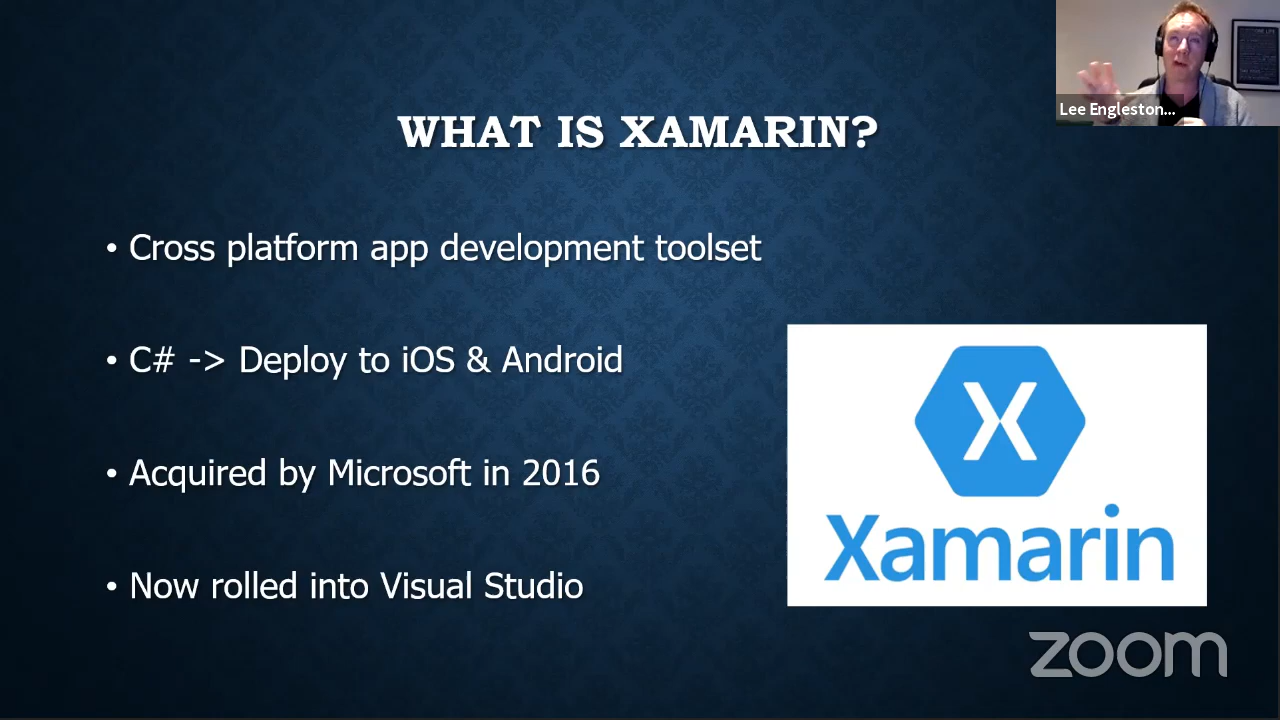 WHAT IS XAMARIN?
Lee Engleston...
• Cross platform app development toolset
• C# -> Deploy to iOS & Android
• Acquired by Microsoft in 2016
• Now rolled into Visual Studio
X
Xamarin
zoom